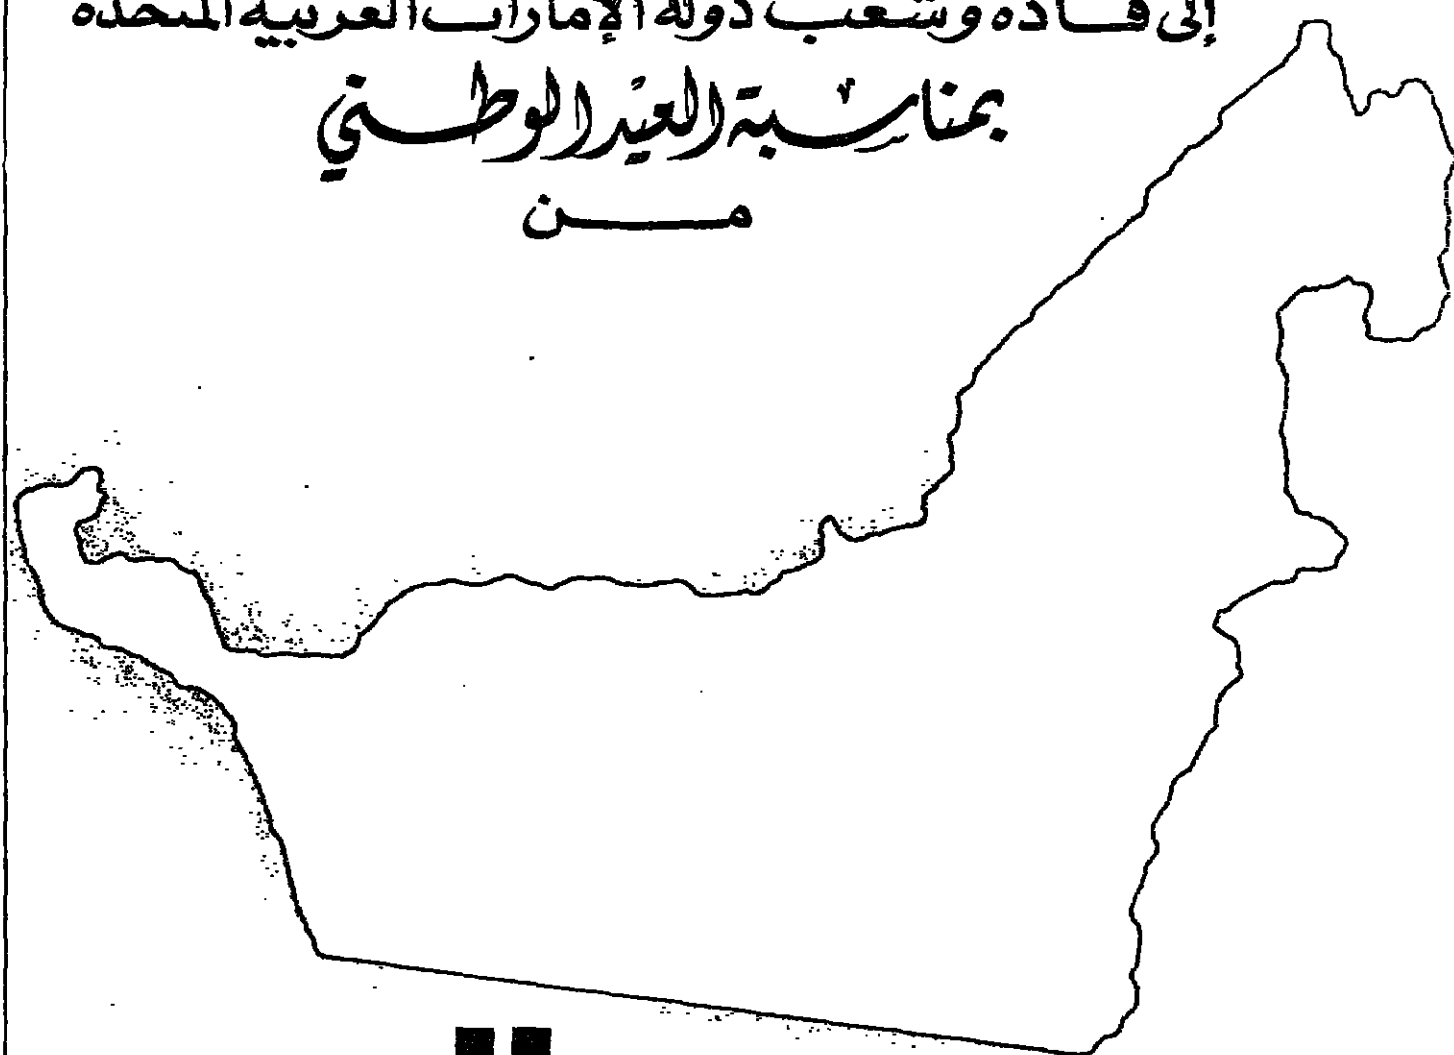 إلى قادة وشعب دولة الإمارات العربية المتحدة
بمناسبة العيد الوطني
من